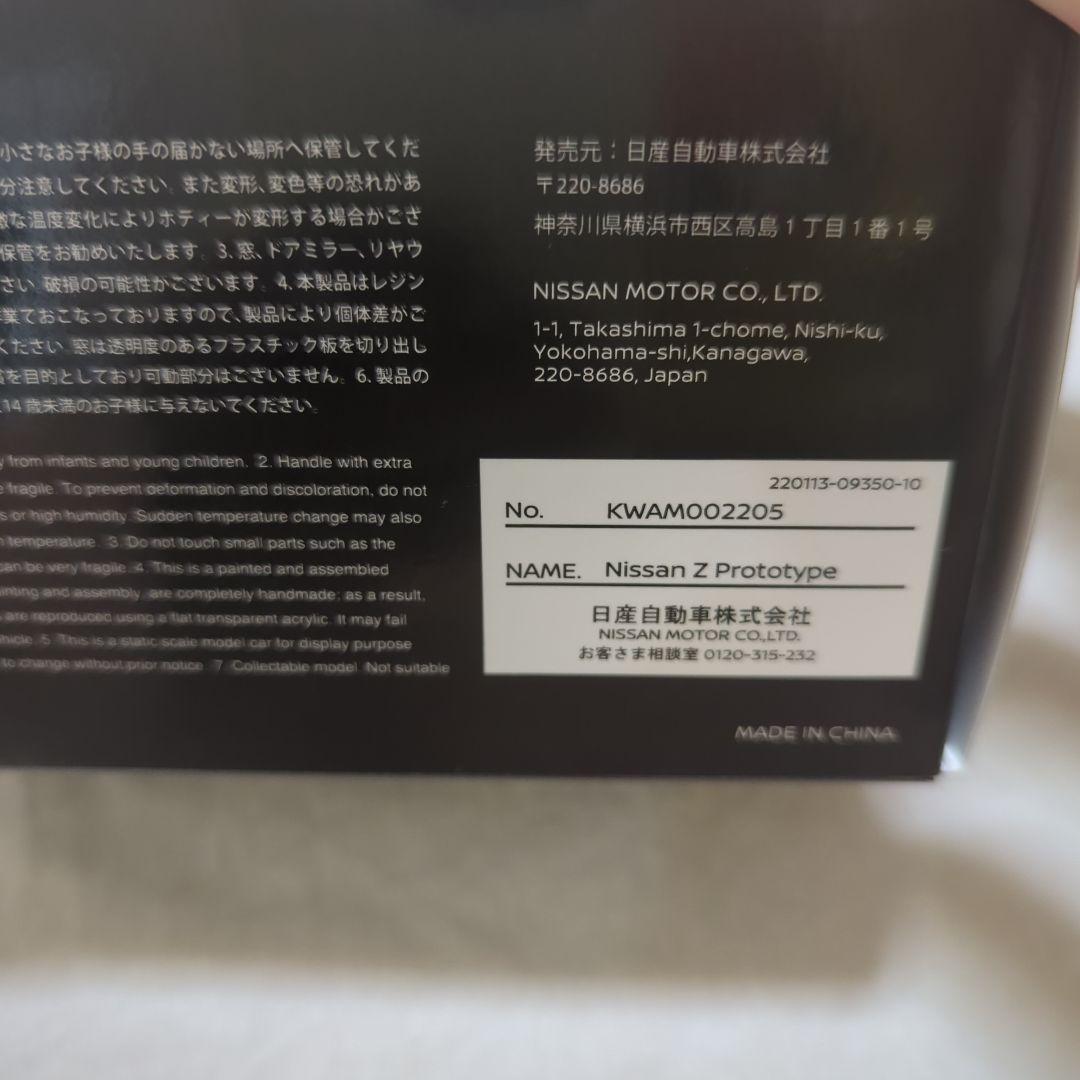 小さなお子様の手の届かない場所へ保管してくだ
分注意してください。また変形、変色等の恐れがあ
激な温度変化によりボディーが変形する場合がござ
保管をお勧めいたします。3.窓、ドアミラー、リヤウ
さい。破損の可能性がございます。4.本製品はレジン
業ておこなっておりますので、製品により個体差がご
ください。窓は透明度のあるプラスチック板を切り出し
を目的としており可動部分はございません。6.製品の
14歳未満のお子様に与えないてください。
y from infants and young children. 2. Handle with extra
fragile. To prevent deformation and discoloration, do not
s or high humidity. Sudden temperature change may also
temperature. 3. Do not touch small parts such as the
can be very fragile. 4. This is a painted and assembled
inting and assembly are completely handmade; as a result,
are reproduced using a flat transparent acrylic. It may fail
hicle. 5. This is a static scale model car for display purpose
to change without prior notice. 7. Collectable model. Not suitable
発売元：日産自動車株式会社
〒220-8686
神奈川県横浜市西区高島1丁目1番1号
NISSAN MOTOR CO., LTD.
1-1, Takashima 1-chome, Nishi-ku,
Yokohama-shi,Kanagawa,
220-8686, Japan
220113-09350-10
No. KWAM002205
NAME. Nissan Z Prototype
日産自動車株式会社
NISSAN MOTOR CO.,LTD.
お客さま相談室 0120-315-232
MADE IN CHINA